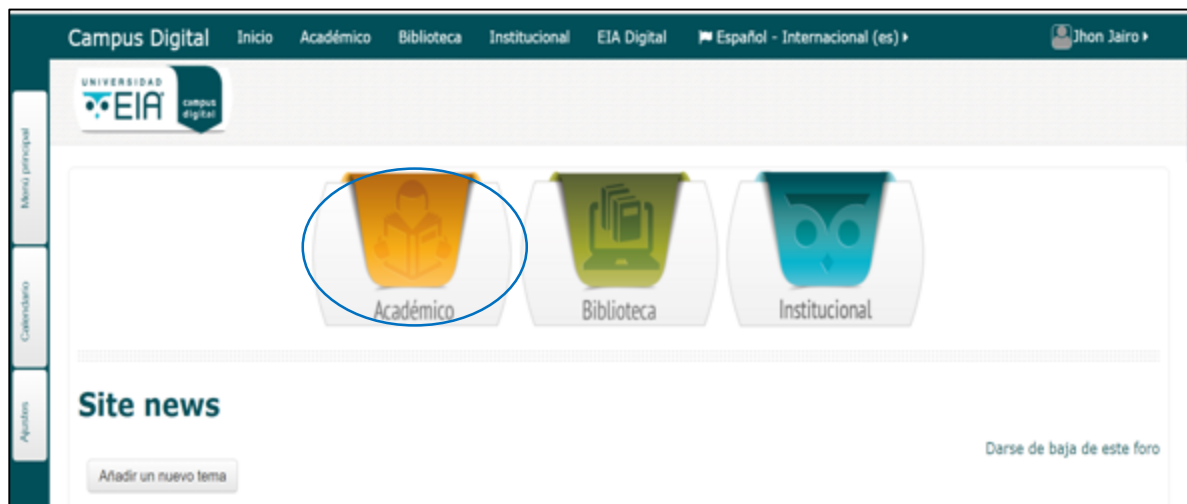 Campus Digital Inicio Académico Biblioteca Institucional EIA Digital Español - Internacional (es) Jhon Jairo
UNIVERSIDAD
EIA campus
digital
Menú principal
Calendario
Ajustes
Académico Biblioteca Institucional
Site news
Darse de baja de este foro
Añadir un nuevo tema